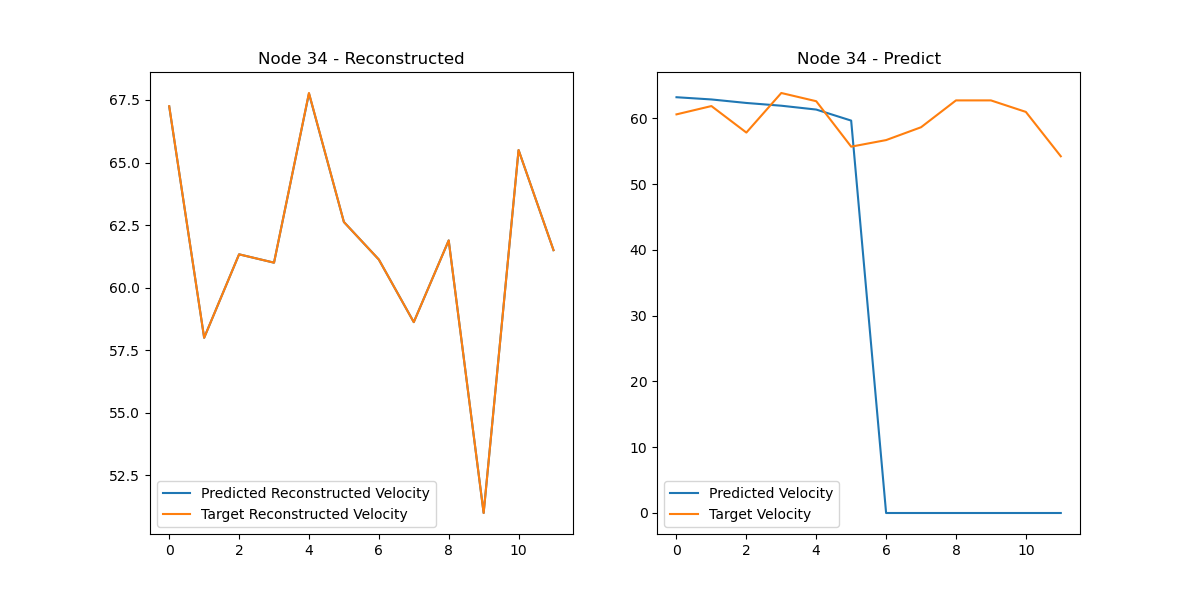 Node 34 - Reconstructed
67.5
65.0
62.5
60.0
57.5
55.0
52.5
Predicted Reconstructed Velocity
Target Reconstructed Velocity
0 2 4 6 8 10
Node 34 - Predict
60
50
40
30
20
10
0
Predicted Velocity
Target Velocity
0 2 4 6 8 10